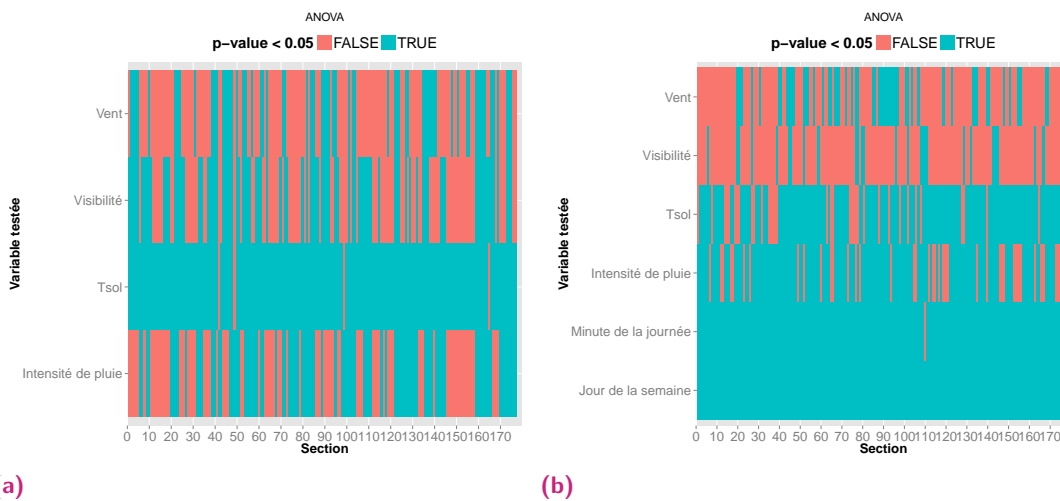 ANOVA
p−value < 0.05 FALSE TRUE
Vent
Visibilité
Tsol
Intensité de pluie
Variable testée
0 10 20 30 40 50 60 70 80 90 100 110 120 130 140 150 160 170
Section
(a)
ANOVA
p−value < 0.05 FALSE TRUE
Vent
Visibilité
Tsol
Intensité de pluie
Minute de la journée
Jour de la semaine
Variable testée
0 10 20 30 40 50 60 70 80 90 100 110 120 130 140 150 160 170
Section
(b)